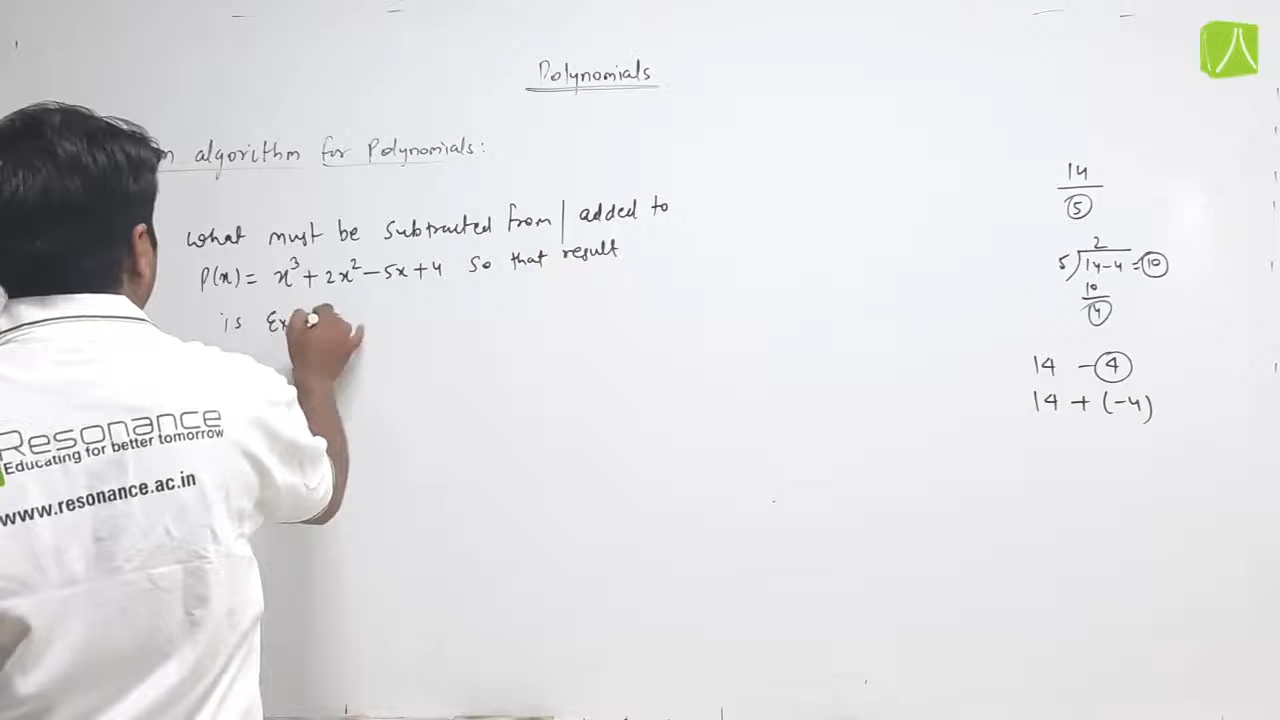 Polynomials
algorithm for Polynomials:
What must be subtracted from | added to
P(x) = x³ + 2x² - 5x + 4 so that result
is
14
5
2
5 ) 14 - 4 = 10
10
4
14 - 4
14 + (-4)
Resonance
Educating for better tomorrow
www.resonance.ac.in